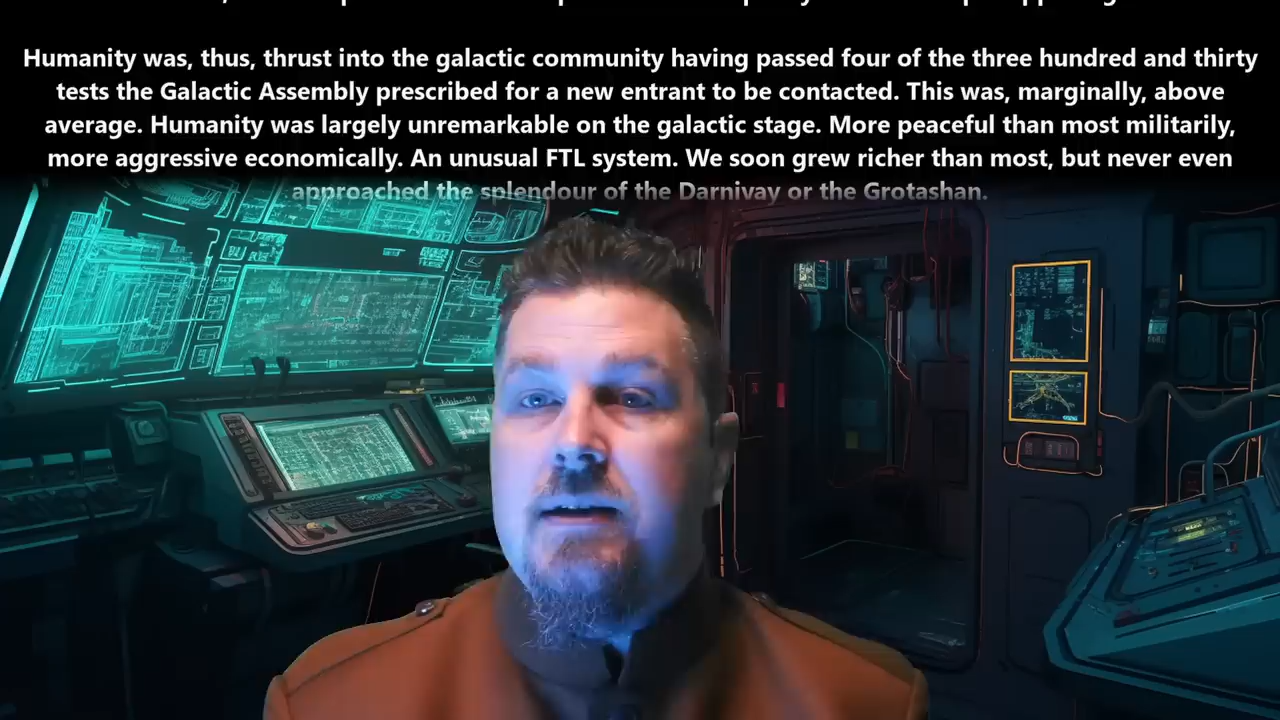 Humanity was, thus, thrust into the galactic community having passed four of the three hundred and thirty
tests the Galactic Assembly prescribed for a new entrant to be contacted. This was, marginally, above
average. Humanity was largely unremarkable on the galactic stage. More peaceful than most militarily,
more aggressive economically. An unusual FTL system. We soon grew richer than most, but never even
approached the splendour of the Darnivay or the Grotashan.